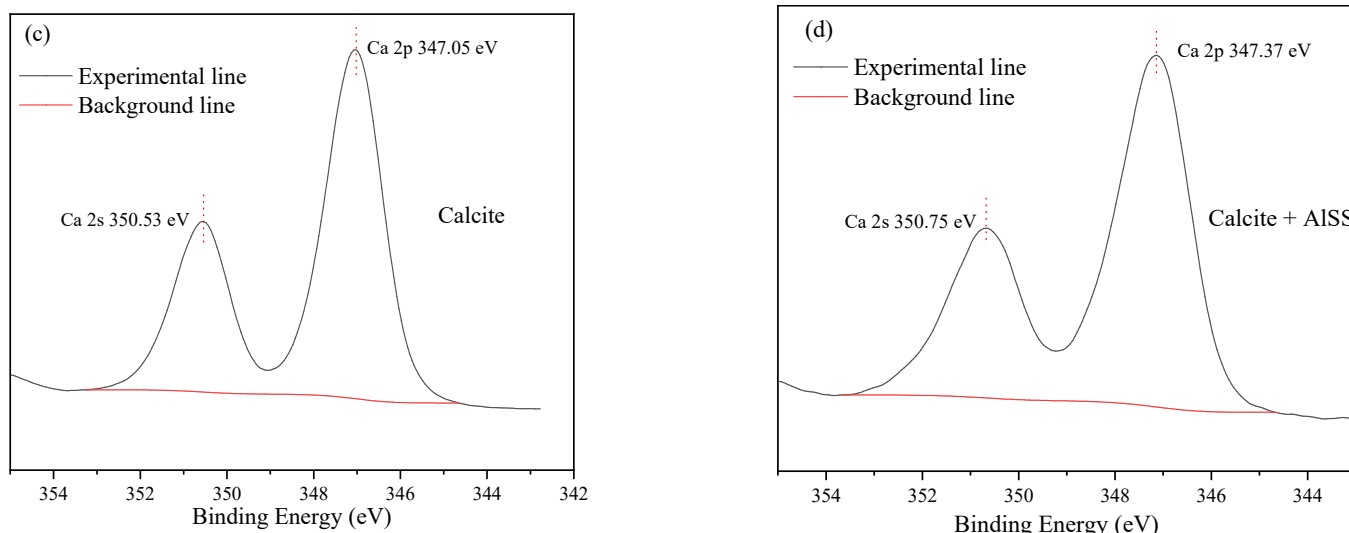 (c)
Ca 2p 347.05 eV
Experimental line
Background line
Ca 2s 350.53 eV
Calcite
354 352 350 348 346 344 342
Binding Energy (eV)
(d)
Ca 2p 347.37 eV
Experimental line
Background line
Ca 2s 350.75 eV
Calcite + AlSS
354 352 350 348 346 344
Binding Energy (eV)